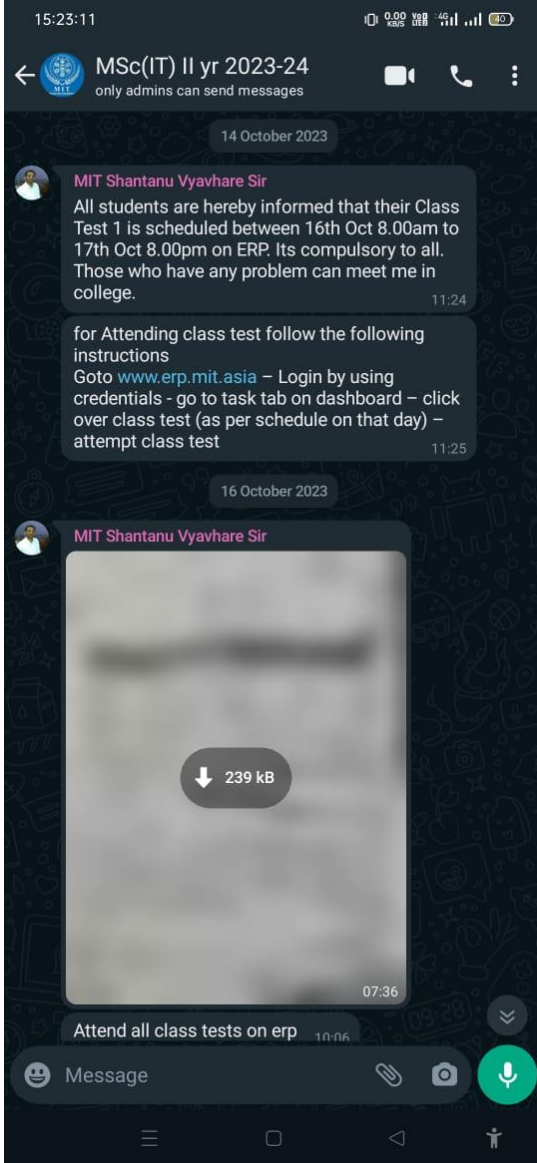 15:23:11
0.00 KB/S VoD LTE 4G 40
MSc(IT) II yr 2023-24
MIT
only admins can send messages
14 October 2023
MIT Shantanu Vyavhare Sir
All students are hereby informed that their Class
Test 1 is scheduled between 16th Oct 8.00am to
17th Oct 8.00pm on ERP. Its compulsory to all.
Those who have any problem can meet me in
college.
11:24
for Attending class test follow the following
instructions
Goto www.erp.mit.asia – Login by using
credentials - go to task tab on dashboard – click
over class test (as per schedule on that day) –
attempt class test
11:25
16 October 2023
MIT Shantanu Vyavhare Sir
239 kB
07:36
Attend all class tests on erp
10:06
Message